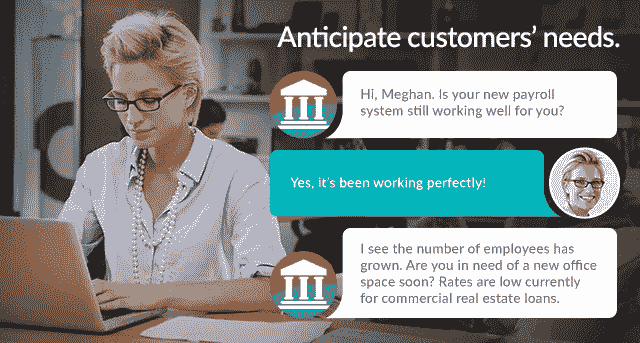 Anticipate customers’ needs.
Hi, Meghan. Is your new payroll
system still working well for you?
Yes, it’s been working perfectly!
I see the number of employees has
grown. Are you in need of a new office
space soon? Rates are low currently
for commercial real estate loans.